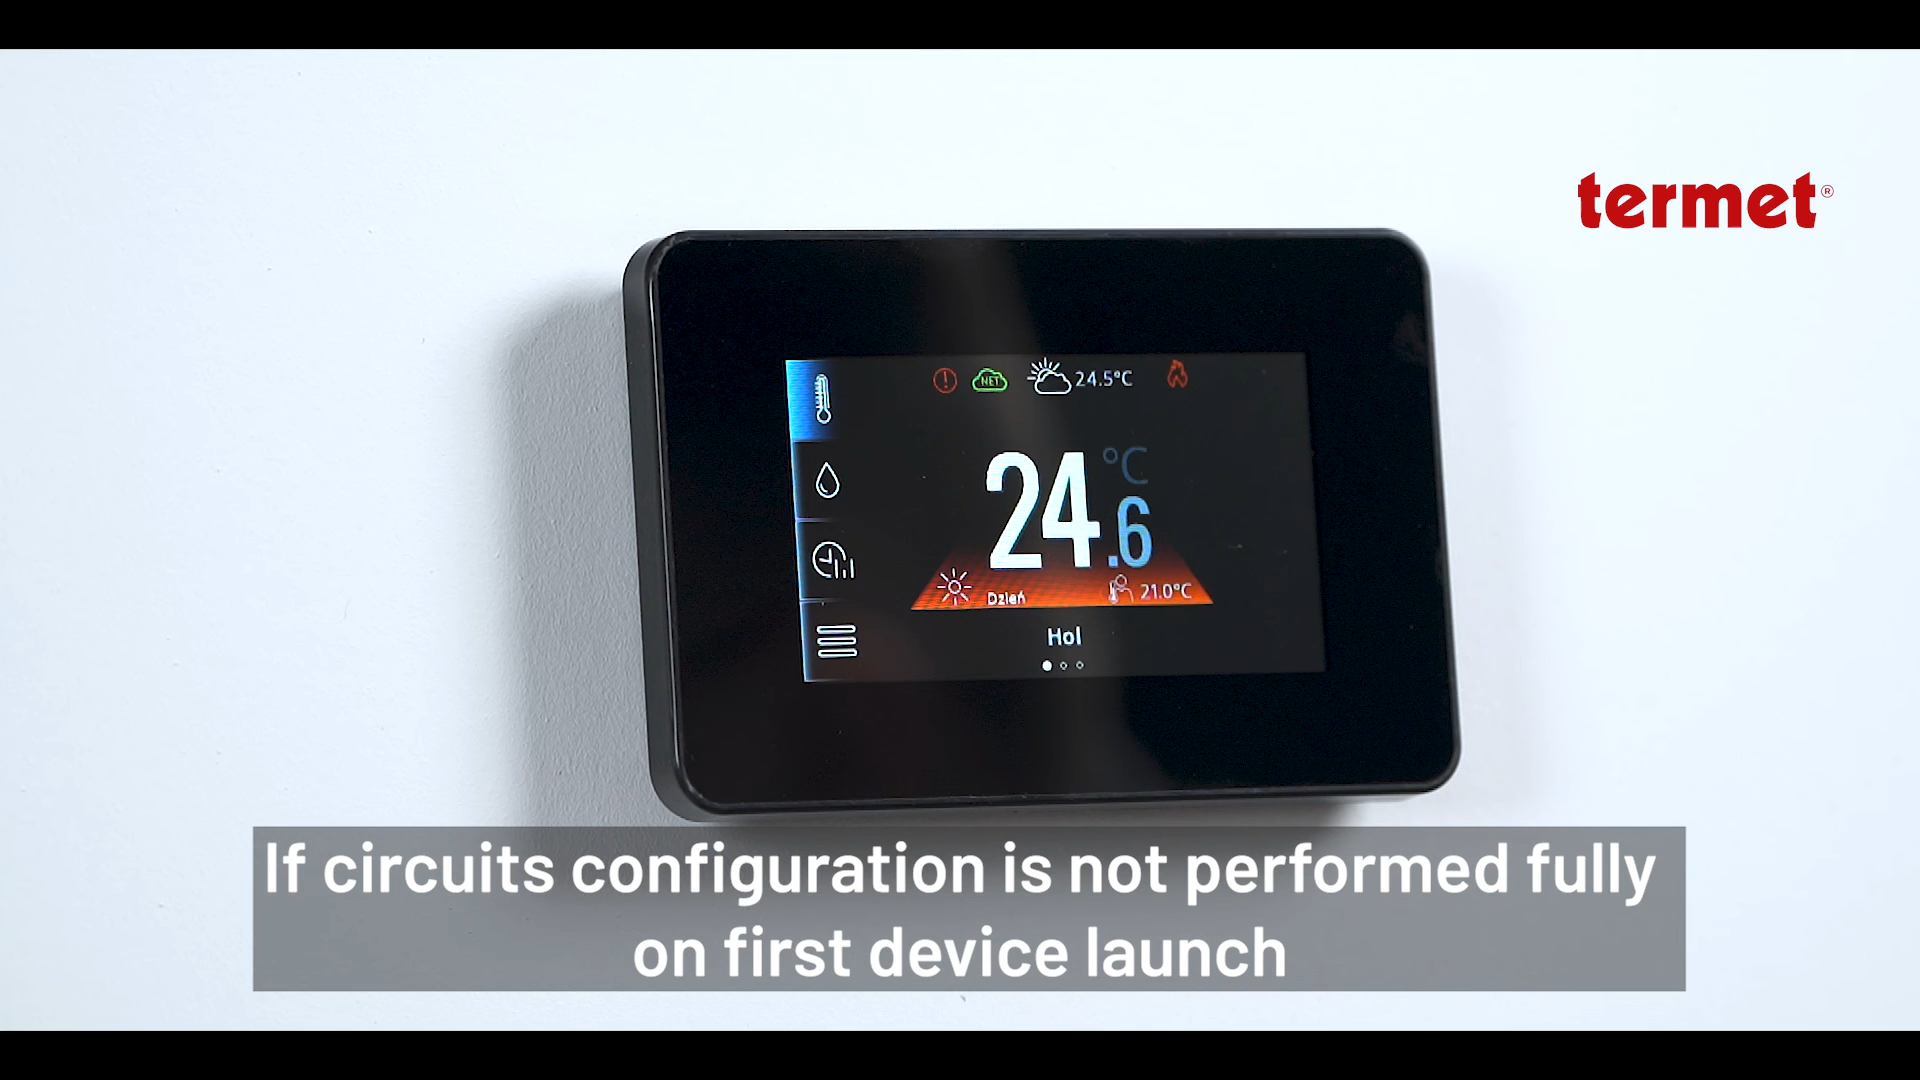 termet®
NET
24.5°C
24.6 °C
Dzień
21.0°C
Hol
If circuits configuration is not performed fully
on first device launch